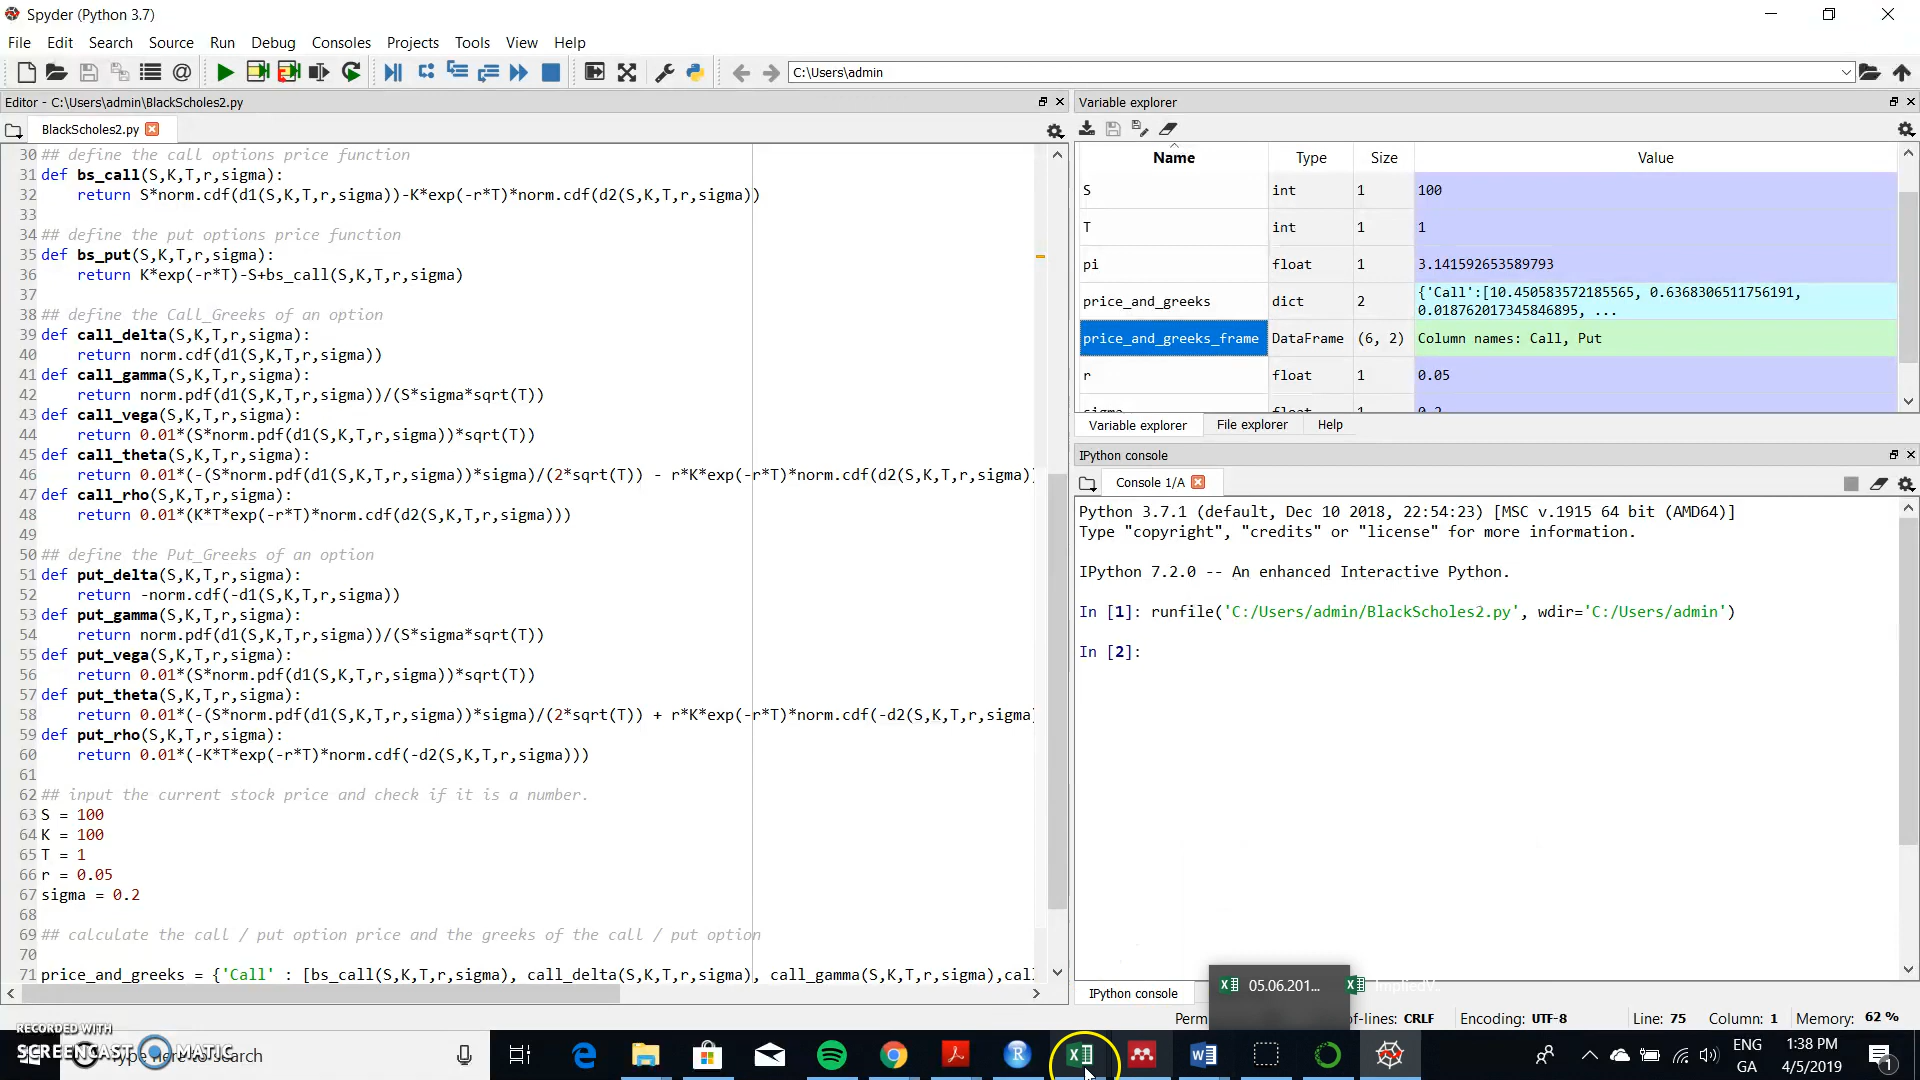 Spyder (Python 3.7)
File Edit Search Source Run Debug Consoles Projects Tools View Help
C:\Users\admin
Editor - C:\Users\admin\BlackScholes2.py
BlackScholes2.py
30 ## define the call options price function
31 def bs_call(S,K,T,r,sigma):
32 return S*norm.cdf(d1(S,K,T,r,sigma))-K*exp(-r*T)*norm.cdf(d2(S,K,T,r,sigma))
33
34 ## define the put options price function
35 def bs_put(S,K,T,r,sigma):
36 return K*exp(-r*T)-S+bs_call(S,K,T,r,sigma)
37
38 ## define the Call_Greeks of an option
39 def call_delta(S,K,T,r,sigma):
40 return norm.cdf(d1(S,K,T,r,sigma))
41 def call_gamma(S,K,T,r,sigma):
42 return norm.pdf(d1(S,K,T,r,sigma))/(S*sigma*sqrt(T))
43 def call_vega(S,K,T,r,sigma):
44 return 0.01*(S*norm.pdf(d1(S,K,T,r,sigma))*sqrt(T))
45 def call_theta(S,K,T,r,sigma):
46 return 0.01*(-(S*norm.pdf(d1(S,K,T,r,sigma))*sigma)/(2*sqrt(T)) - r*K*exp(-r*T)*norm.cdf(d2(S,K,T,r,sigma)
47 def call_rho(S,K,T,r,sigma):
48 return 0.01*(K*T*exp(-r*T)*norm.cdf(d2(S,K,T,r,sigma)))
49
50 ## define the Put_Greeks of an option
51 def put_delta(S,K,T,r,sigma):
52 return -norm.cdf(-d1(S,K,T,r,sigma))
53 def put_gamma(S,K,T,r,sigma):
54 return norm.pdf(d1(S,K,T,r,sigma))/(S*sigma*sqrt(T))
55 def put_vega(S,K,T,r,sigma):
56 return 0.01*(S*norm.pdf(d1(S,K,T,r,sigma))*sqrt(T))
57 def put_theta(S,K,T,r,sigma):
58 return 0.01*(-(S*norm.pdf(d1(S,K,T,r,sigma))*sigma)/(2*sqrt(T)) + r*K*exp(-r*T)*norm.cdf(-d2(S,K,T,r,sigma
59 def put_rho(S,K,T,r,sigma):
60 return 0.01*(-K*T*exp(-r*T)*norm.cdf(-d2(S,K,T,r,sigma)))
61
62 ## input the current stock price and check if it is a number.
63 S = 100
64 K = 100
65 T = 1
66 r = 0.05
67 sigma = 0.2
68
69 ## calculate the call / put option price and the greeks of the call / put option
70
71 price_and_greeks = {'Call' : [bs_call(S,K,T,r,sigma), call_delta(S,K,T,r,sigma), call_gamma(S,K,T,r,sigma),cal
Variable explorer
Name Type Size Value
S int 1 100
T int 1 1
pi float 1 3.141592653589793
price_and_greeks dict 2 {'Call':[10.450583572185565, 0.6368306511756191,
0.018762017345846895, ...
price_and_greeks_frame DataFrame (6, 2) Column names: Call, Put
r float 1 0.05
sigma float 1 0.2
Variable explorer File explorer Help
IPython console
Console 1/A
Python 3.7.1 (default, Dec 10 2018, 22:54:23) [MSC v.1915 64 bit (AMD64)]
Type "copyright", "credits" or "license" for more information.
IPython 7.2.0 -- An enhanced Interactive Python.
In [1]: runfile('C:/Users/admin/BlackScholes2.py', wdir='C:/Users/admin')
In [2]:
05.06.201... ImpliedV...
IPython console
Perm of-lines: CRLF Encoding: UTF-8 Line: 75 Column: 1 Memory: 62 %
RECORDED WITH
SCREENCAST MATIC
Type here to search
ENG
GA
1:38 PM
4/5/2019
1